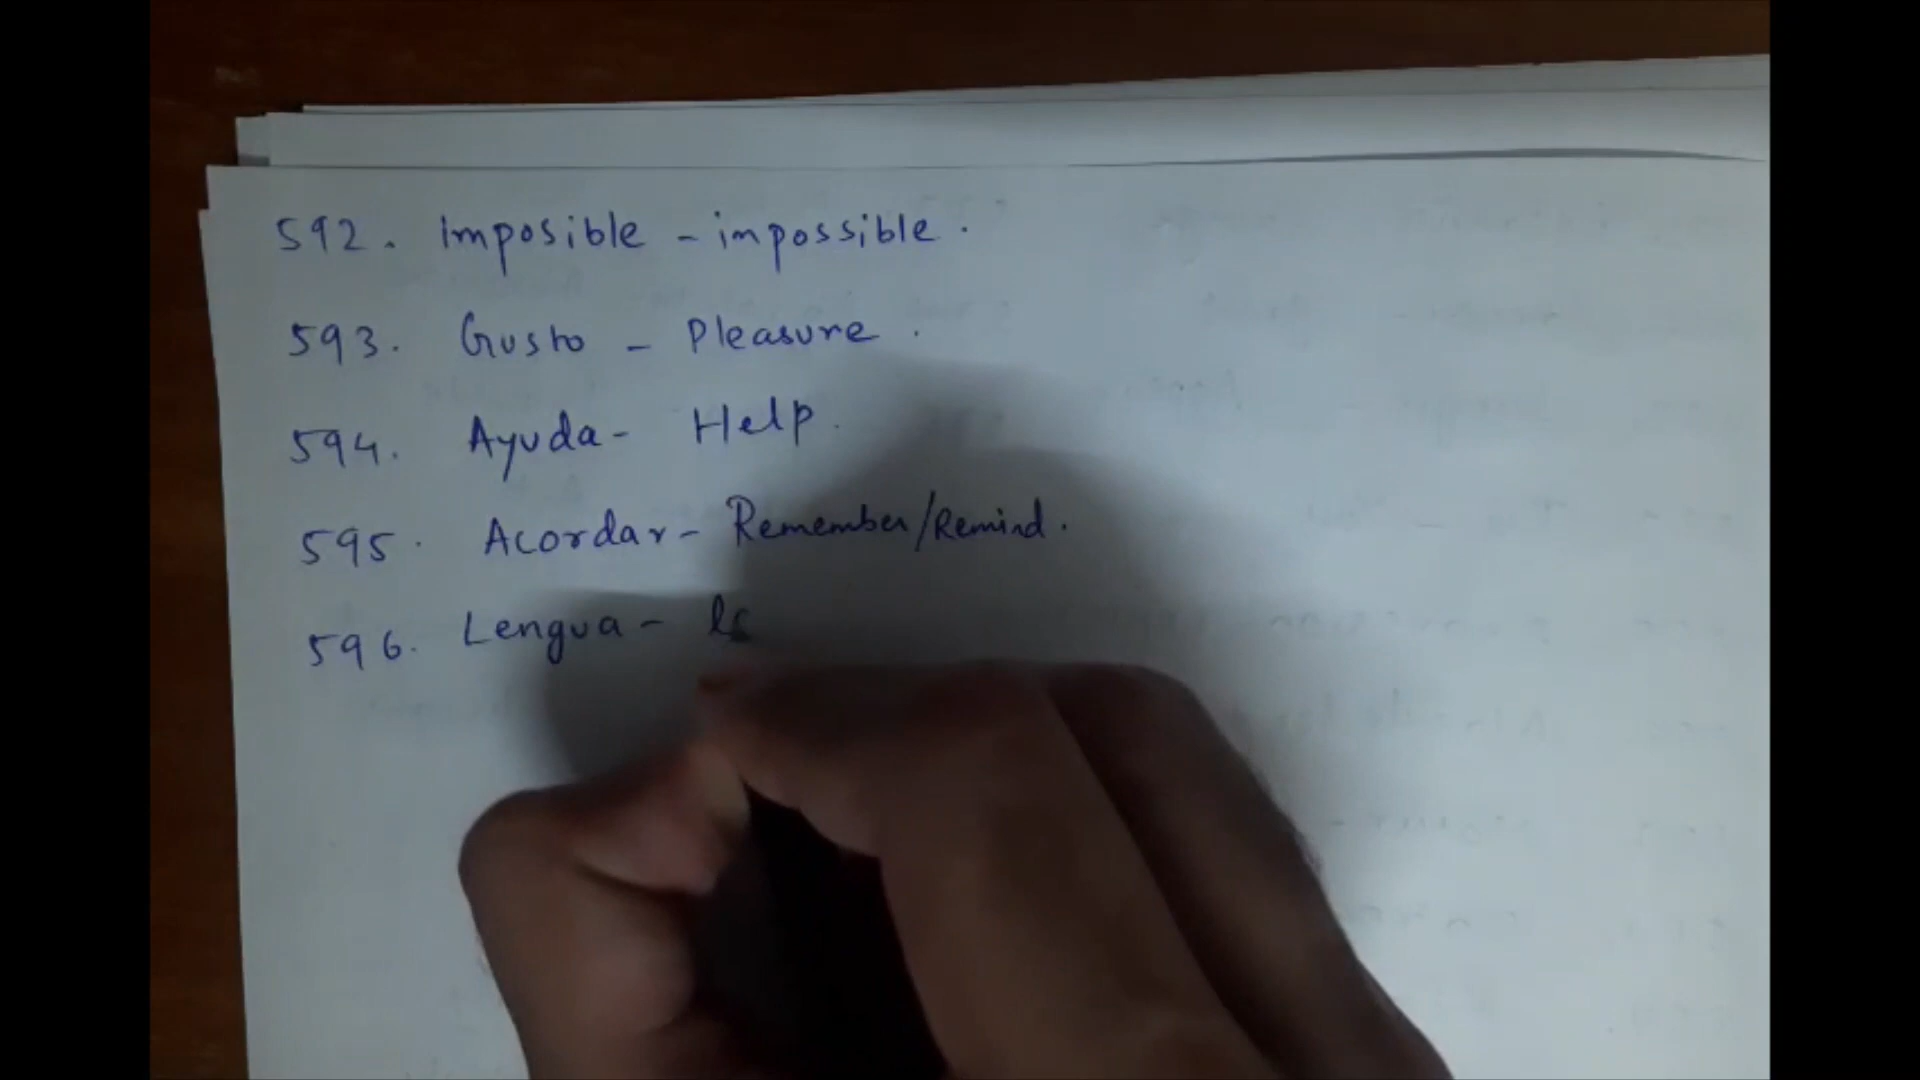 592. Imposible - impossible.
593. Gusto - Pleasure.
594. Ayuda - Help.
595. Acordar - Remember/Remind.
596. Lengua -